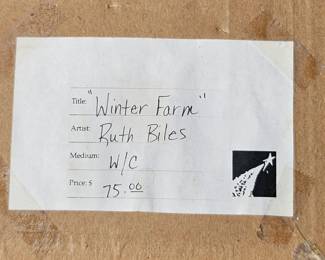 Title: "Winter Farm"
Artist: Ruth Biles
Medium: W/C
Price: $ 75.00